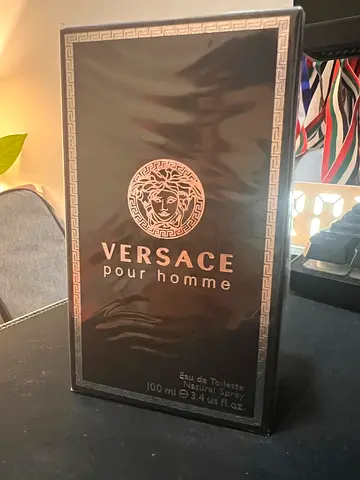 VERSACE
pour homme
Eau de Toilette
Natural Spray
100 ml ℮ 3.4 us fl.oz.